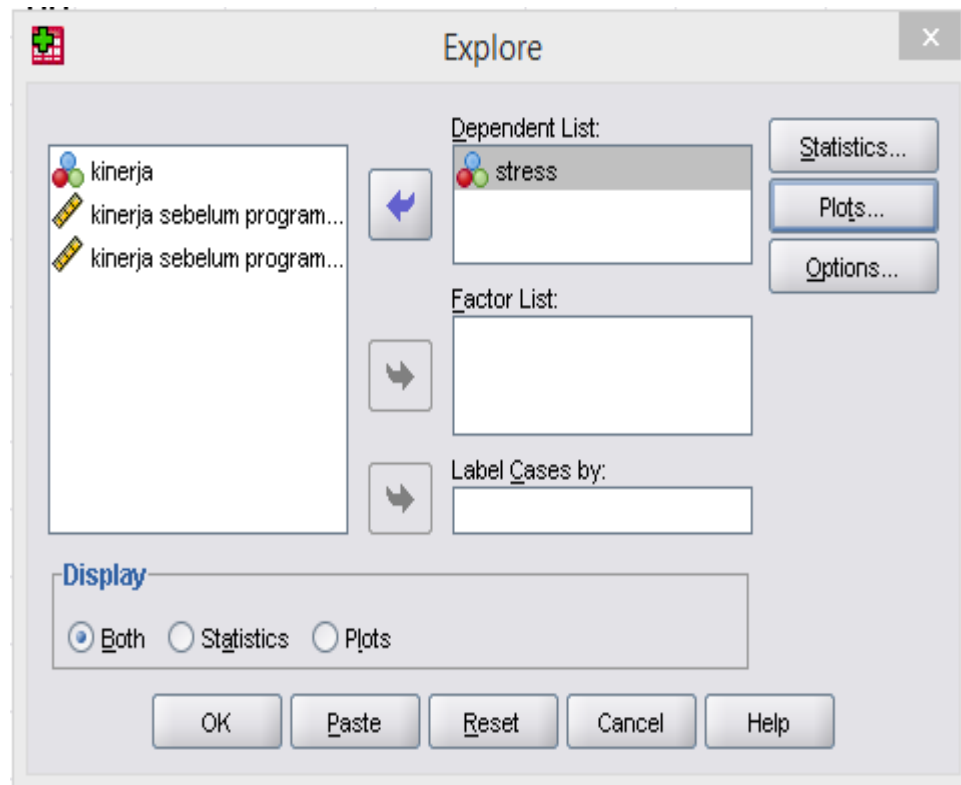 Explore
kinerja
kinerja sebelum program...
kinerja sebelum program...
Dependent List:
stress
Factor List:
Label Cases by:
Statistics...
Plots...
Options...
Display
Both Statistics Plots
OK Paste Reset Cancel Help